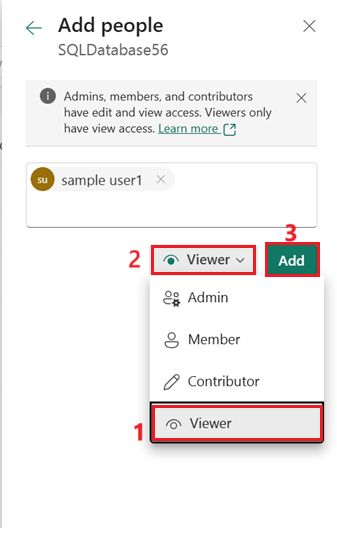 Add people
SQLDatabase56
Admins, members, and contributors
have edit and view access. Viewers only
have view access. Learn more
su sample user1
3
2 Viewer Add
Admin
Member
Contributor
1 Viewer